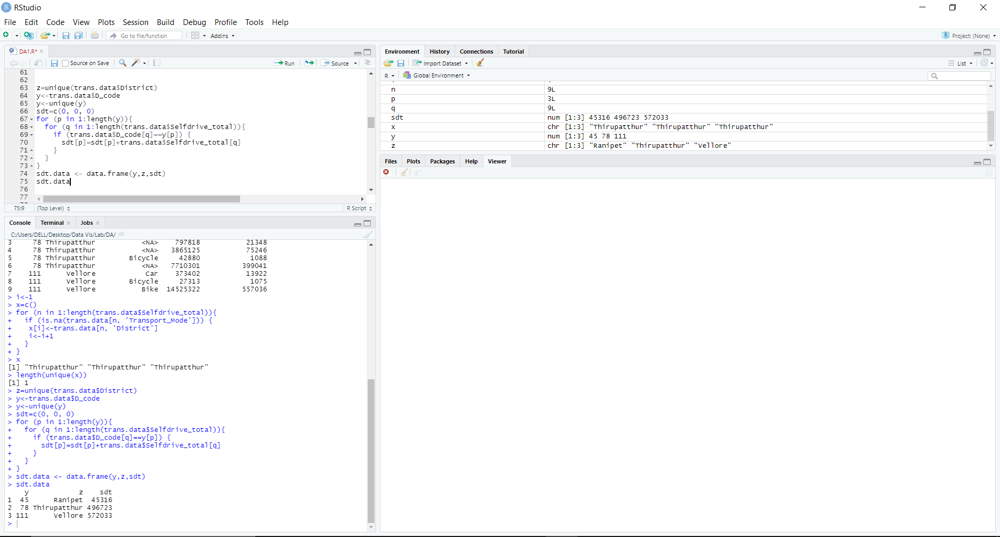 RStudio
File Edit Code View Plots Session Build Debug Profile Tools Help
Go to file/function Addins Project: (None)
DA1.R*
Source on Save Run Source
61
62
63 z=unique(trans.data$District)
64 y<-trans.data$D_code
65 y<-unique(y)
66 sdt=c(0, 0, 0)
67 for (p in 1:length(y)){
68 for (q in 1:length(trans.data$Selfdrive_total)){
69 if (trans.data$D_code[q]==y[p]) {
70 sdt[p]=sdt[p]+trans.data$Selfdrive_total[q]
71 }
72 }
73 }
74 sdt.data <- data.frame(y,z,sdt)
75 sdt.data
76
77
75:9 (Top Level) R Script
Console Terminal Jobs
C:/Users/DELL/Desktop/Data Vis/Lab/DA/
3 78 Thirupatthur <NA> 797818 21348
4 78 Thirupatthur <NA> 3865125 75246
5 78 Thirupatthur Bicycle 42880 1088
6 78 Thirupatthur <NA> 7710301 399041
7 111 Vellore Car 373402 13922
8 111 Vellore Bicycle 27313 1075
9 111 Vellore Bike 14525322 557036
> i<-1
> x=c()
> for (n in 1:length(trans.data$Selfdrive_total)){
+ if (is.na(trans.data[n, 'Transport_Mode'])) {
+ x[i]<-trans.data[n, 'District']
+ i<-i+1
+ }
+ }
> x
[1] "Thirupatthur" "Thirupatthur" "Thirupatthur"
> length(unique(x))
[1] 1
> z=unique(trans.data$District)
> y<-trans.data$D_code
> y<-unique(y)
> sdt=c(0, 0, 0)
> for (p in 1:length(y)){
+ for (q in 1:length(trans.data$Selfdrive_total)){
+ if (trans.data$D_code[q]==y[p]) {
+ sdt[p]=sdt[p]+trans.data$Selfdrive_total[q]
+ }
+ }
+ }
> sdt.data <- data.frame(y,z,sdt)
> sdt.data
y z sdt
1 45 Ranipet 45316
2 78 Thirupatthur 496723
3 111 Vellore 572033
>
Environment History Connections Tutorial
Import Dataset List
R Global Environment
n 9L
p 3L
q 9L
sdt num [1:3] 45316 496723 572033
x chr [1:3] "Thirupatthur" "Thirupatthur" "Thirupatthur"
y num [1:3] 45 78 111
z chr [1:3] "Ranipet" "Thirupatthur" "Vellore"
Files Plots Packages Help Viewer